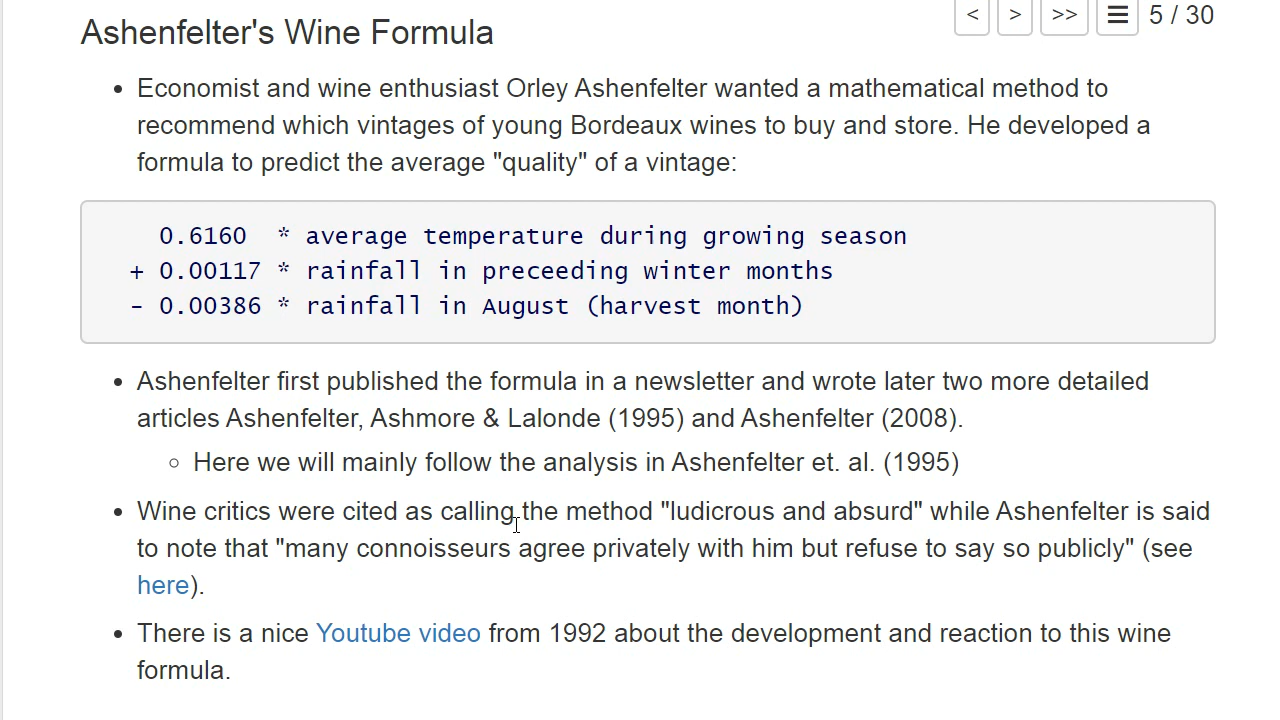 Ashenfelter's Wine Formula
< > >> ☰ 5 / 30
• Economist and wine enthusiast Orley Ashenfelter wanted a mathematical method to
recommend which vintages of young Bordeaux wines to buy and store. He developed a
formula to predict the average "quality" of a vintage:
0.6160 * average temperature during growing season
+ 0.00117 * rainfall in preceeding winter months
- 0.00386 * rainfall in August (harvest month)
• Ashenfelter first published the formula in a newsletter and wrote later two more detailed
articles Ashenfelter, Ashmore & Lalonde (1995) and Ashenfelter (2008).
○ Here we will mainly follow the analysis in Ashenfelter et. al. (1995)
• Wine critics were cited as calling the method "ludicrous and absurd" while Ashenfelter is said
to note that "many connoisseurs agree privately with him but refuse to say so publicly" (see
here).
• There is a nice Youtube video from 1992 about the development and reaction to this wine
formula.